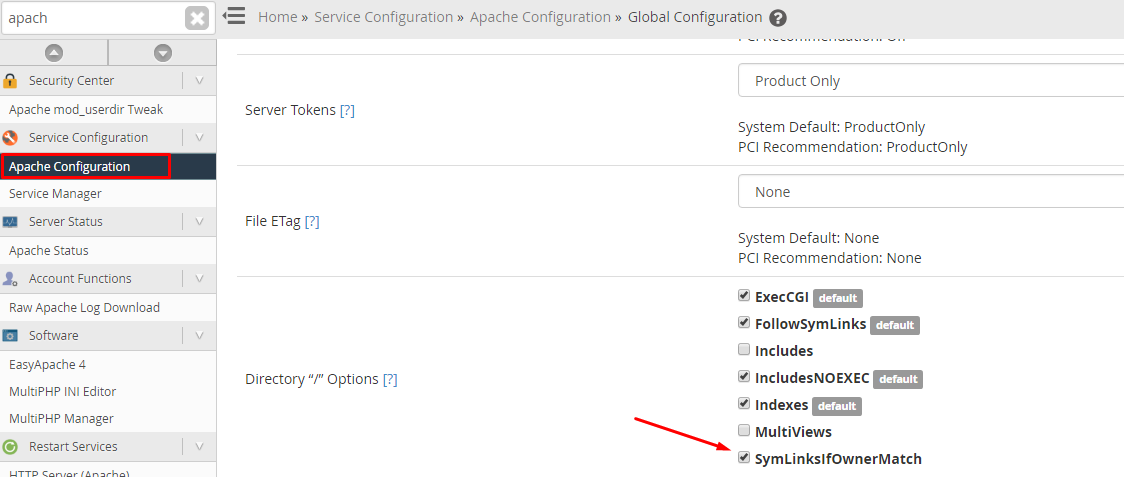 apach
Home » Service Configuration » Apache Configuration » Global Configuration
Security Center
Apache mod_userdir Tweak
Service Configuration
Apache Configuration
Service Manager
Server Status
Apache Status
Account Functions
Raw Apache Log Download
Software
EasyApache 4
MultiPHP INI Editor
MultiPHP Manager
Restart Services
HTTP Server (Apache)
PCI Recommendation: Off
Server Tokens [?]
Product Only
System Default: ProductOnly
PCI Recommendation: ProductOnly
File ETag [?]
None
System Default: None
PCI Recommendation: None
Directory “/” Options [?]
ExecCGI default
FollowSymLinks default
Includes
IncludesNOEXEC default
Indexes default
MultiViews
SymLinksIfOwnerMatch